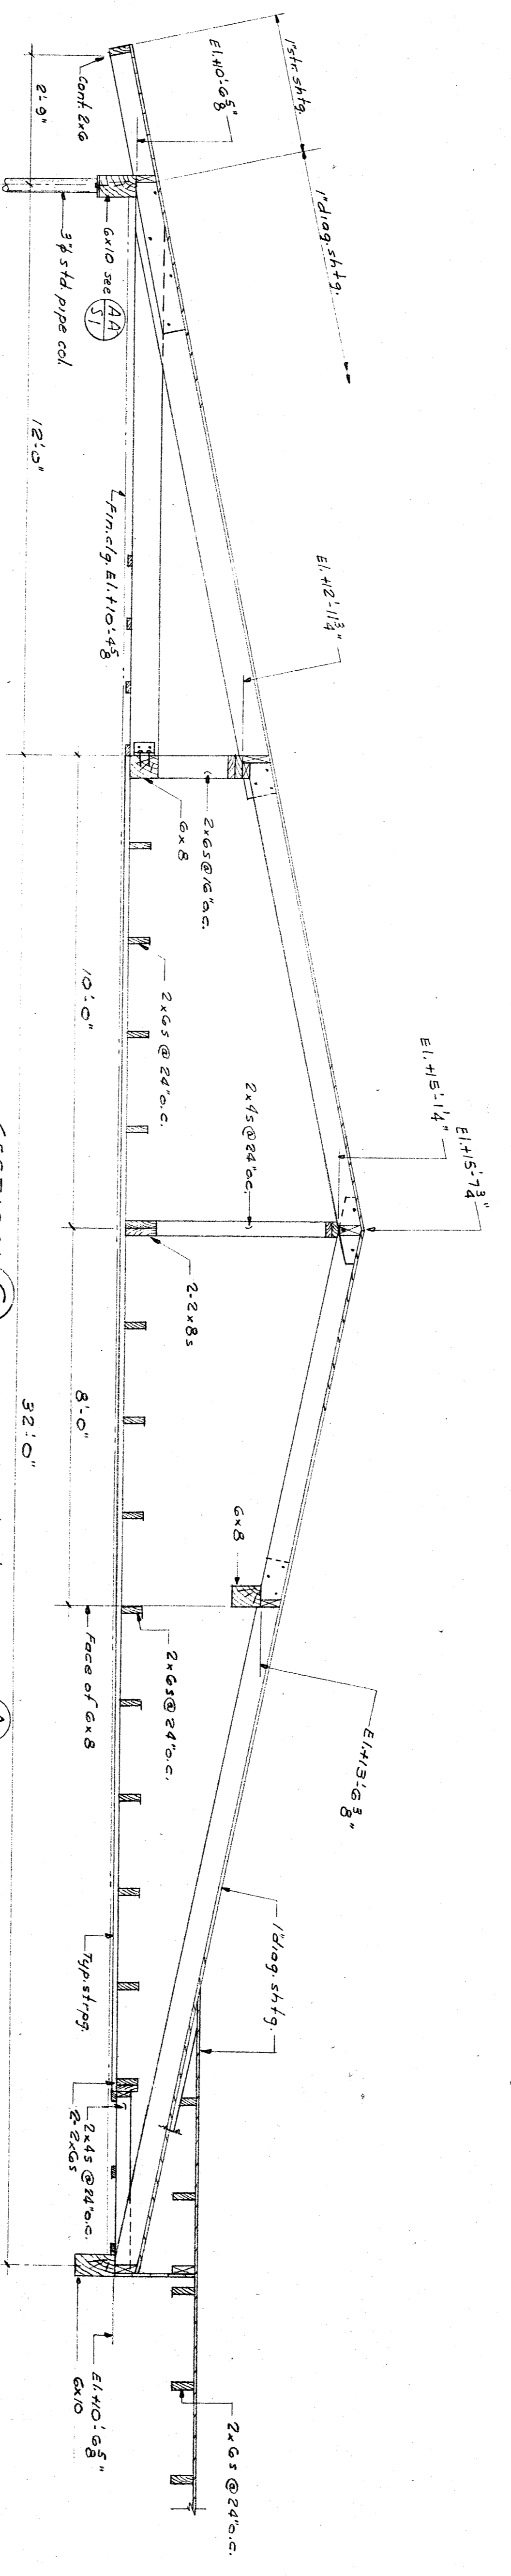 1"str. shtg.
1"diag. shtg.
El.+10'-6 5/8"
Cont. 2x6
2'-9"
6x10 see AA S1
3"φ std. pipe col.
12'-0"
Fin. clg. El.+10'-4 5/8
El.+12'-11 3/4"
2x6s@16"o.c.
6x8
2x6s @ 24"o.c.
10'-0"
2x4s@24"o.c.
El.+15'-1 1/4"
El.+15'-7 3/4"
2-2x8s
8'-0"
32'-0"
6x8
Face of 6x8
2x6s@24"o.c.
El.+13'-6 3/8"
1"diag. shtg.
Typ. strpg.
2x4s @24"o.c.
2-2x6s
El.+10'-6 5/8"
6x10
2x6s @24"o.c.